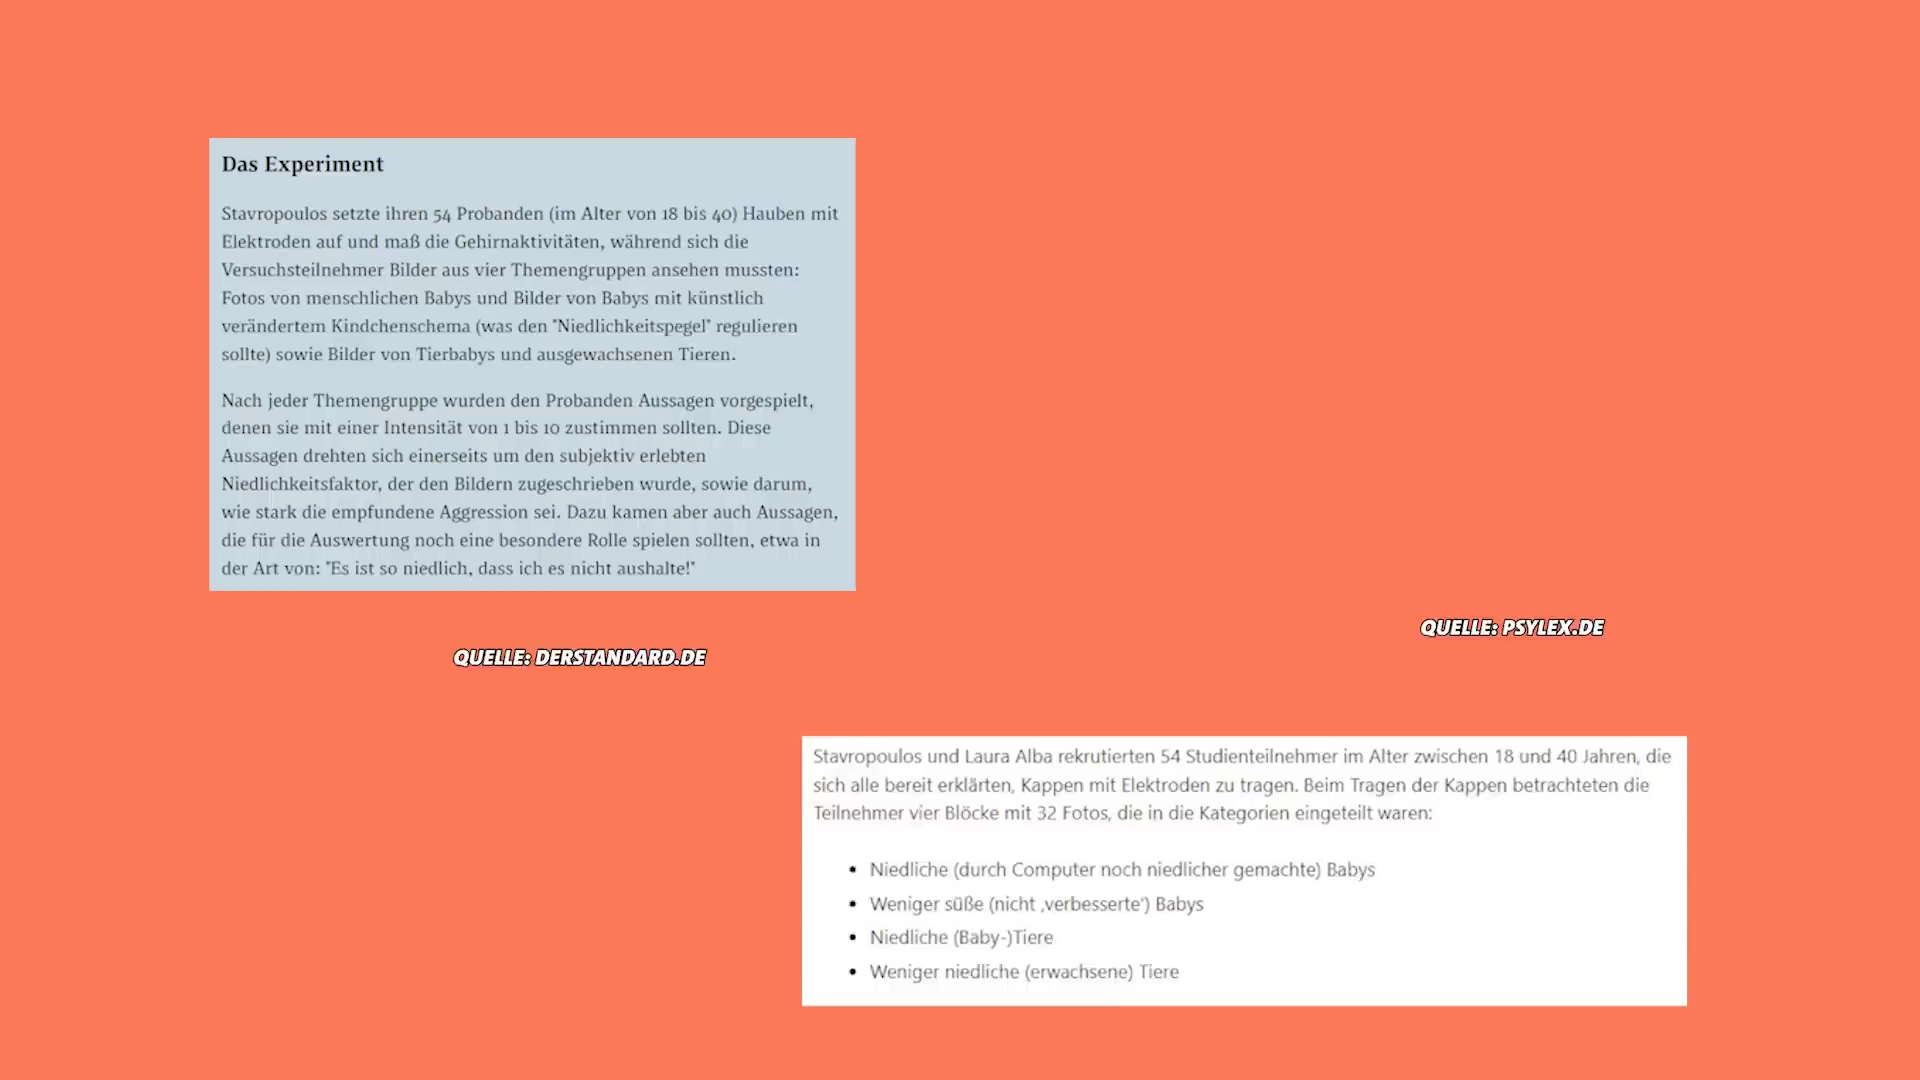 Das Experiment
Stavropoulos setzte ihren 54 Probanden (im Alter von 18 bis 40) Hauben mit
Elektroden auf und maß die Gehirnaktivitäten, während sich die
Versuchsteilnehmer Bilder aus vier Themengruppen ansehen mussten:
Fotos von menschlichen Babys und Bilder von Babys mit künstlich
verändertem Kindchenschema (was den "Niedlichkeitspegel" regulieren
sollte) sowie Bilder von Tierbabys und ausgewachsenen Tieren.
Nach jeder Themengruppe wurden den Probanden Aussagen vorgespielt,
denen sie mit einer Intensität von 1 bis 10 zustimmen sollten. Diese
Aussagen drehten sich einerseits um den subjektiv erlebten
Niedlichkeitsfaktor, der den Bildern zugeschrieben wurde, sowie darum,
wie stark die empfundene Aggression sei. Dazu kamen aber auch Aussagen,
die für die Auswertung noch eine besondere Rolle spielen sollten, etwa in
der Art von: "Es ist so niedlich, dass ich es nicht aushalte!"
QUELLE: DERSTANDARD.DE
QUELLE: PSYLEX.DE
Stavropoulos und Laura Alba rekrutierten 54 Studienteilnehmer im Alter zwischen 18 und 40 Jahren, die
sich alle bereit erklärten, Kappen mit Elektroden zu tragen. Beim Tragen der Kappen betrachteten die
Teilnehmer vier Blöcke mit 32 Fotos, die in die Kategorien eingeteilt waren:
• Niedliche (durch Computer noch niedlicher gemachte) Babys
• Weniger süße (nicht ‚verbesserte‘) Babys
• Niedliche (Baby-)Tiere
• Weniger niedliche (erwachsene) Tiere